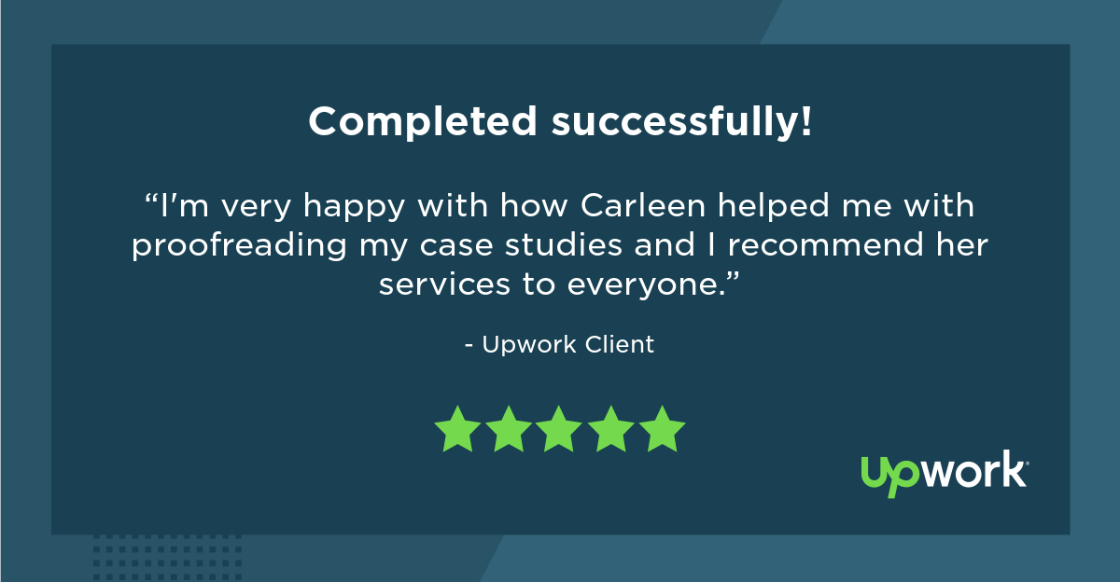 Completed successfully!
“I'm very happy with how Carleen helped me with
proofreading my case studies and I recommend her
services to everyone.”
- Upwork Client
upwork